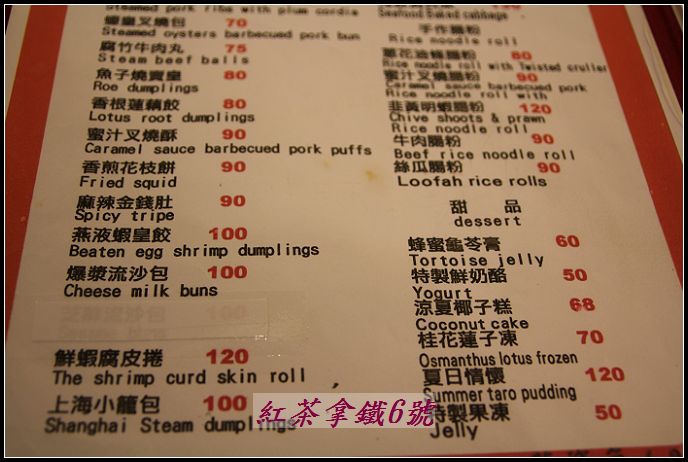 Steamed pork ribs with plum cordia
蠔皇叉燒包 70
Steamed oysters barbecued pork bun
腐竹牛肉丸 75
Steam beef balls
魚子燒賣皇 80
Roe dumplings
香根蓮藕餃 80
Lotus root dumplings
蜜汁叉燒酥 90
Caramel sauce barbecued pork puffs
香煎花枝餅 90
Fried squid
麻辣金錢肚 90
Spicy tripe
燕液蝦皇餃 100
Beaten egg shrimp dumplings
爆漿流沙包 100
Cheese milk buns
鮮蝦腐皮捲 120
The shrimp curd skin roll
上海小籠包 100
Shanghai Steam dumplings
Seafood baked cabbage
手作腸粉
Rice noodle roll
蔥花油條腸粉 80
Rice noodle roll with Twisted cruller
蜜汁叉燒腸粉 90
Caramel sauce barbecued pork
Rice noodle roll with
韭黃明蝦腸粉 120
Chive shoots & prawn
Rice noodle roll
牛肉腸粉 90
Beef rice noodle roll
絲瓜腸粉 90
Loofah rice rolls
甜品
dessert
蜂蜜龜苓膏 60
Tortoise jelly
特製鮮奶酪 50
Yogurt
涼夏椰子糕 68
Coconut cake
桂花蓮子凍 70
Osmanthus lotus frozen
夏日情懷 120
Summer taro pudding
特製果凍 50
Jelly
紅茶拿鐵6號